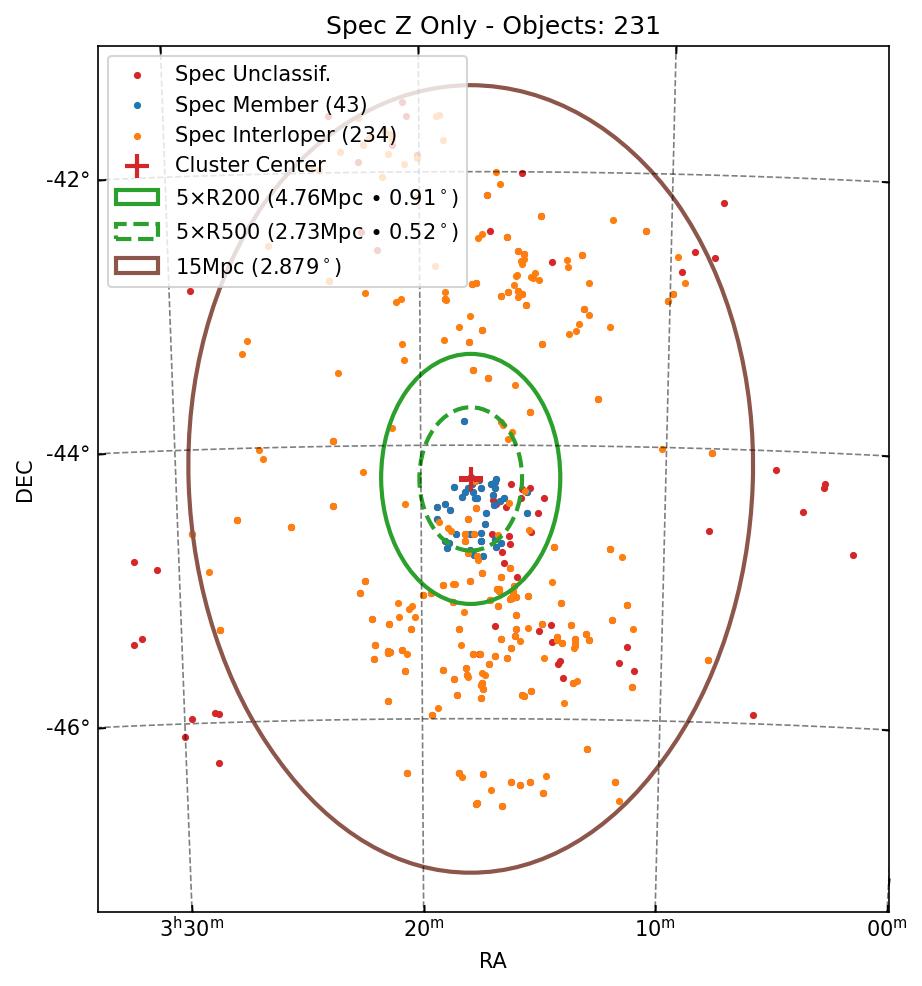 Spec Z Only - Objects: 231
Spec Unclassif.
Spec Member (43)
Spec Interloper (234)
Cluster Center
5×R200 (4.76Mpc • 0.91°)
5×R500 (2.73Mpc • 0.52°)
15Mpc (2.879°)
-42°
-44°
-46°
DEC
3ʰ30ᵐ 20ᵐ 10ᵐ 00ᵐ
RA